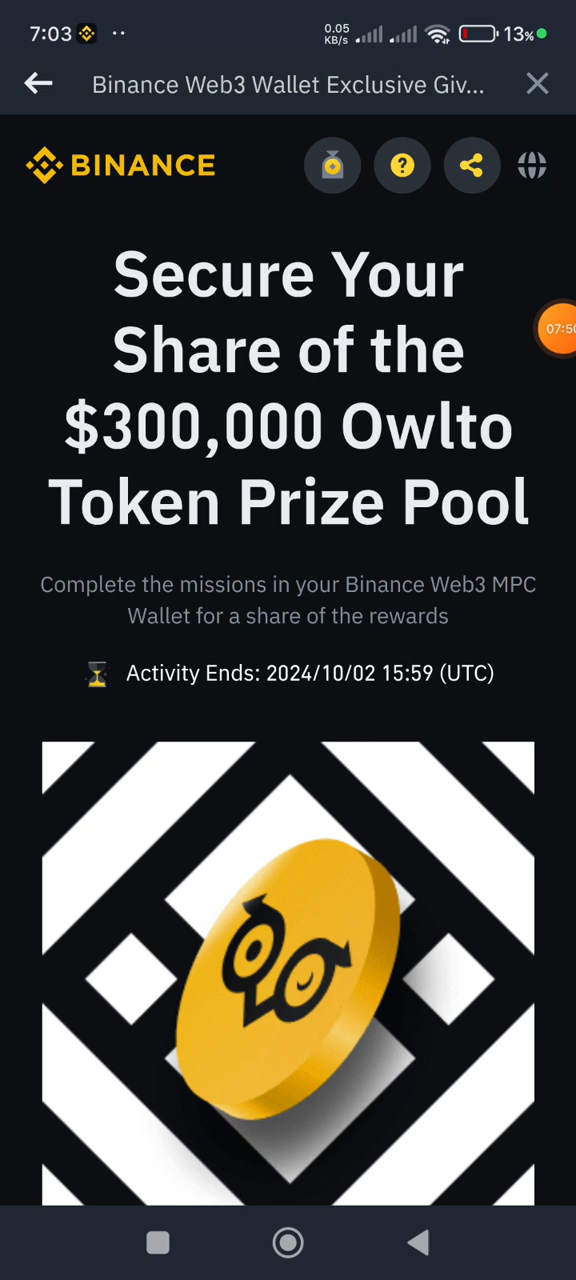 7:03
0.05
KB/s
13%
Binance Web3 Wallet Exclusive Giv...
BINANCE
?
Secure Your
Share of the
$300,000 Owlto
Token Prize Pool
07:50
Complete the missions in your Binance Web3 MPC
Wallet for a share of the rewards
Activity Ends: 2024/10/02 15:59 (UTC)